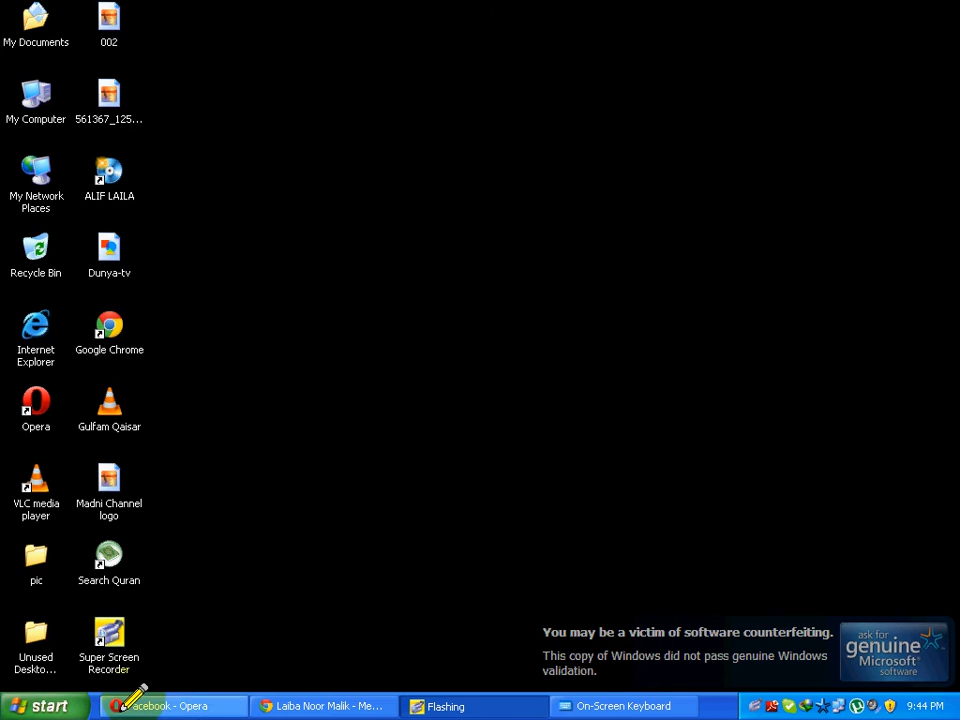 My Documents
002
My Computer
561367_125...
My Network
Places
ALIF LAILA
Recycle Bin
Dunya-tv
Internet
Explorer
Google Chrome
Opera
Gulfam Qaisar
VLC media
player
Madni Channel
logo
pic
Search Quran
Unused
Deskto...
Super Screen
Recorder
You may be a victim of software counterfeiting.
This copy of Windows did not pass genuine Windows
validation.
ask for
genuine
Microsoft
software
start
acebook - Opera
Laiba Noor Malik - Me...
Flashing
On-Screen Keyboard
9:44 PM